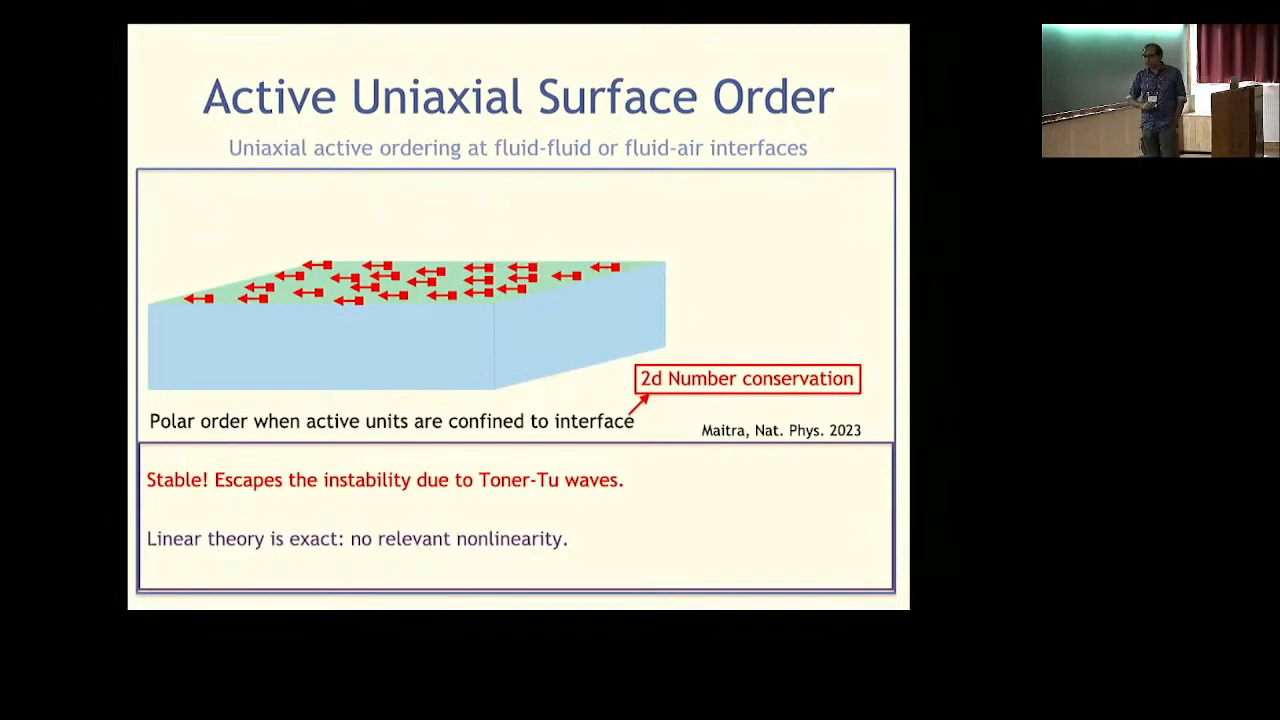 Active Uniaxial Surface Order
Uniaxial active ordering at fluid-fluid or fluid-air interfaces
2d Number conservation
Polar order when active units are confined to interface
Maitra, Nat. Phys. 2023
Stable! Escapes the instability due to Toner-Tu waves.
Linear theory is exact: no relevant nonlinearity.